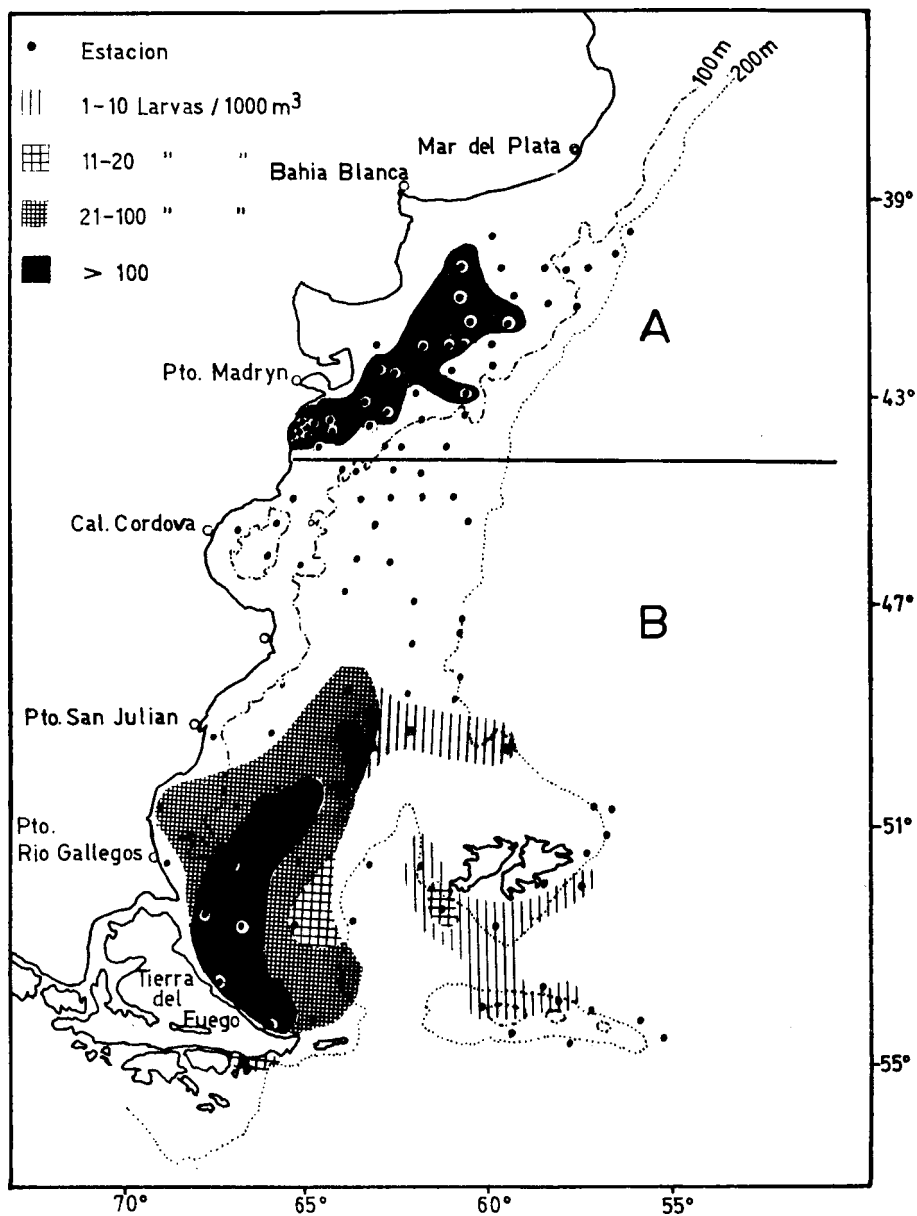 Estacion
1-10 Larvas / 1000 m³
11-20 " "
21-100 " "
> 100
100 m
200 m
Mar del Plata
Bahia Blanca
39°
A
Pto. Madryn
43°
Cal. Cordova
47°
B
Pto. San Julian
Pto.
Rio Gallegos
51°
Tierra
del
Fuego
55°
70° 65° 60° 55°